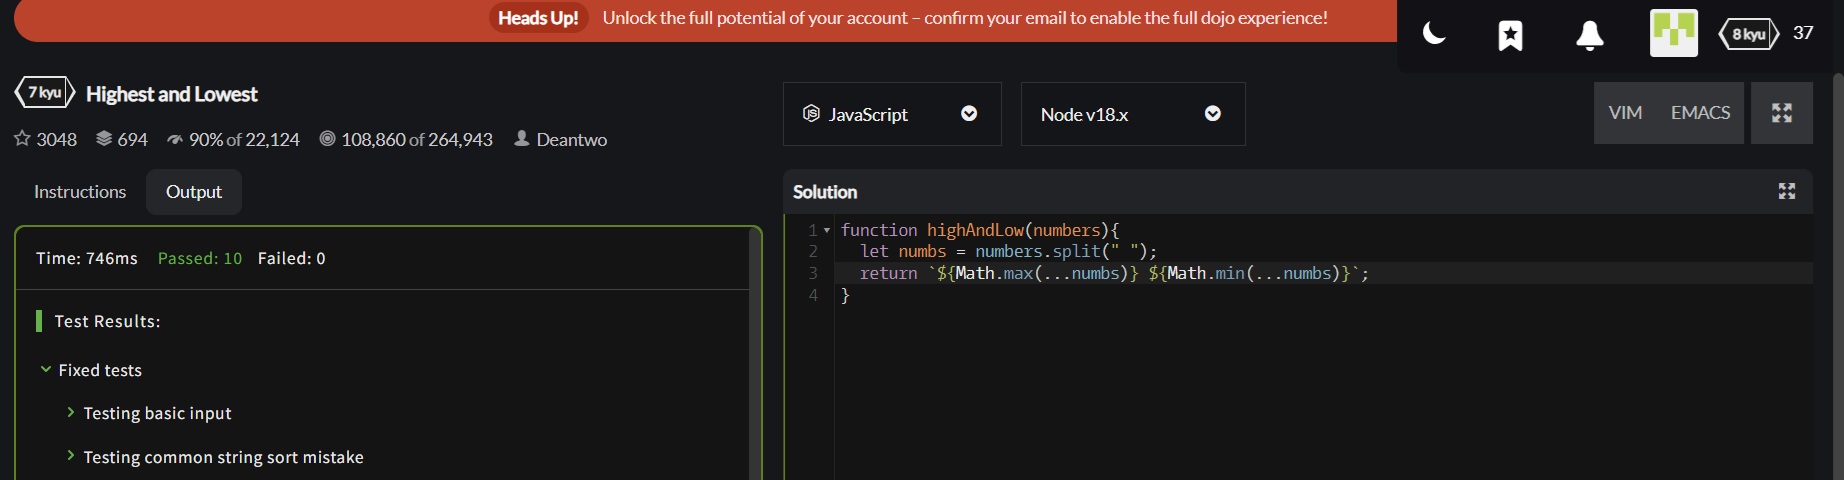 Heads Up! Unlock the full potential of your account – confirm your email to enable the full dojo experience!
8 kyu 37
7 kyu Highest and Lowest
3048 694 90% of 22,124 108,860 of 264,943 Deantwo
Instructions Output
Time: 746ms Passed: 10 Failed: 0
Test Results:
Fixed tests
Testing basic input
Testing common string sort mistake
JS JavaScript Node v18.x VIM EMACS
Solution
1 function highAndLow(numbers){
2 let numbs = numbers.split(" ");
3 return `${Math.max(...numbs)} ${Math.min(...numbs)}`;
4 }